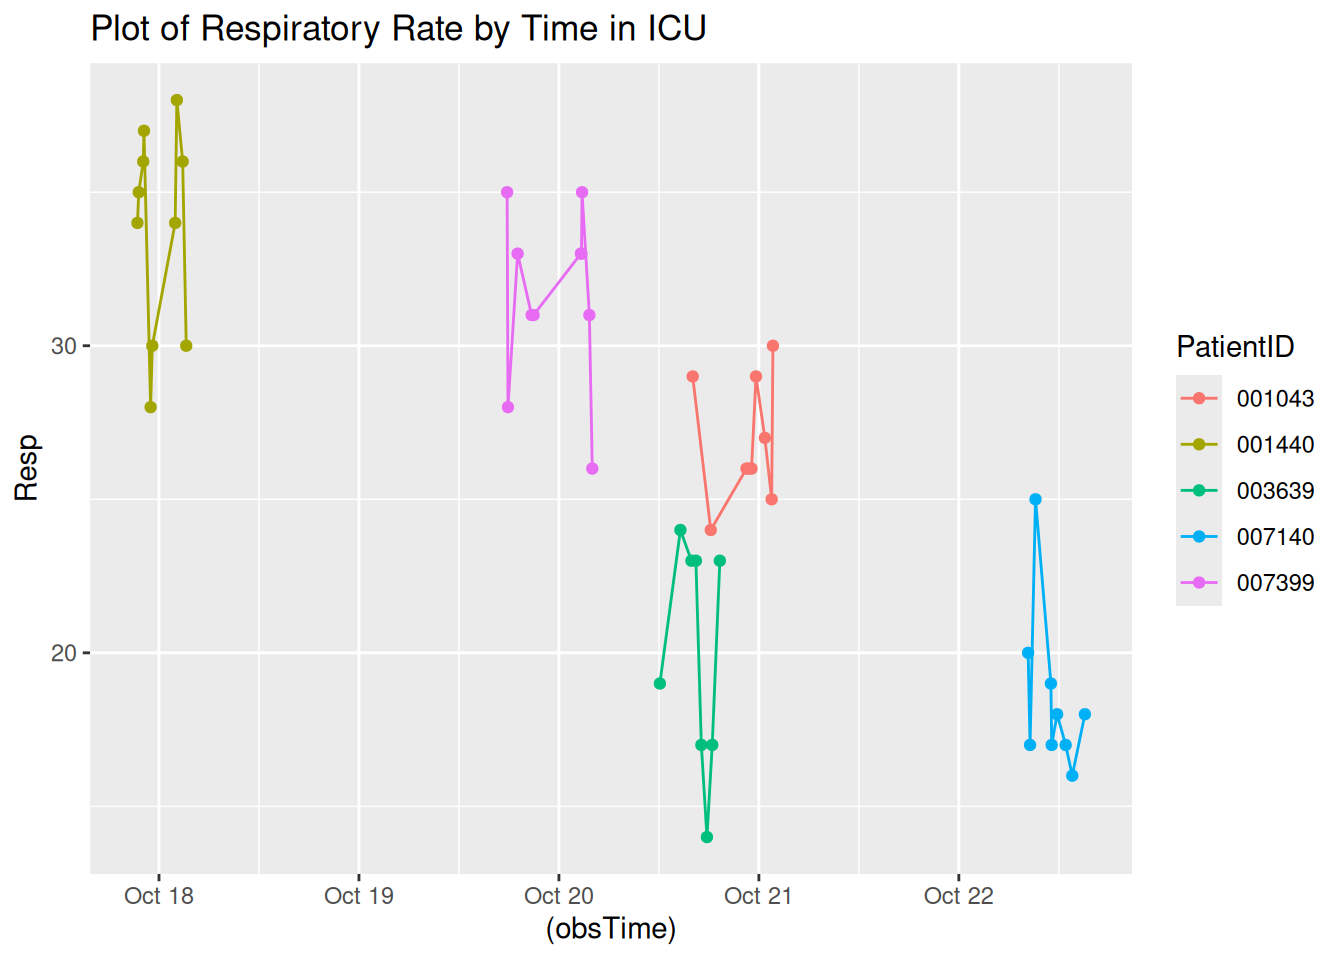 Plot of Respiratory Rate by Time in ICU
Resp
30
20
Oct 18
Oct 19
Oct 20
Oct 21
Oct 22
(obsTime)
PatientID
001043
001440
003639
007140
007399